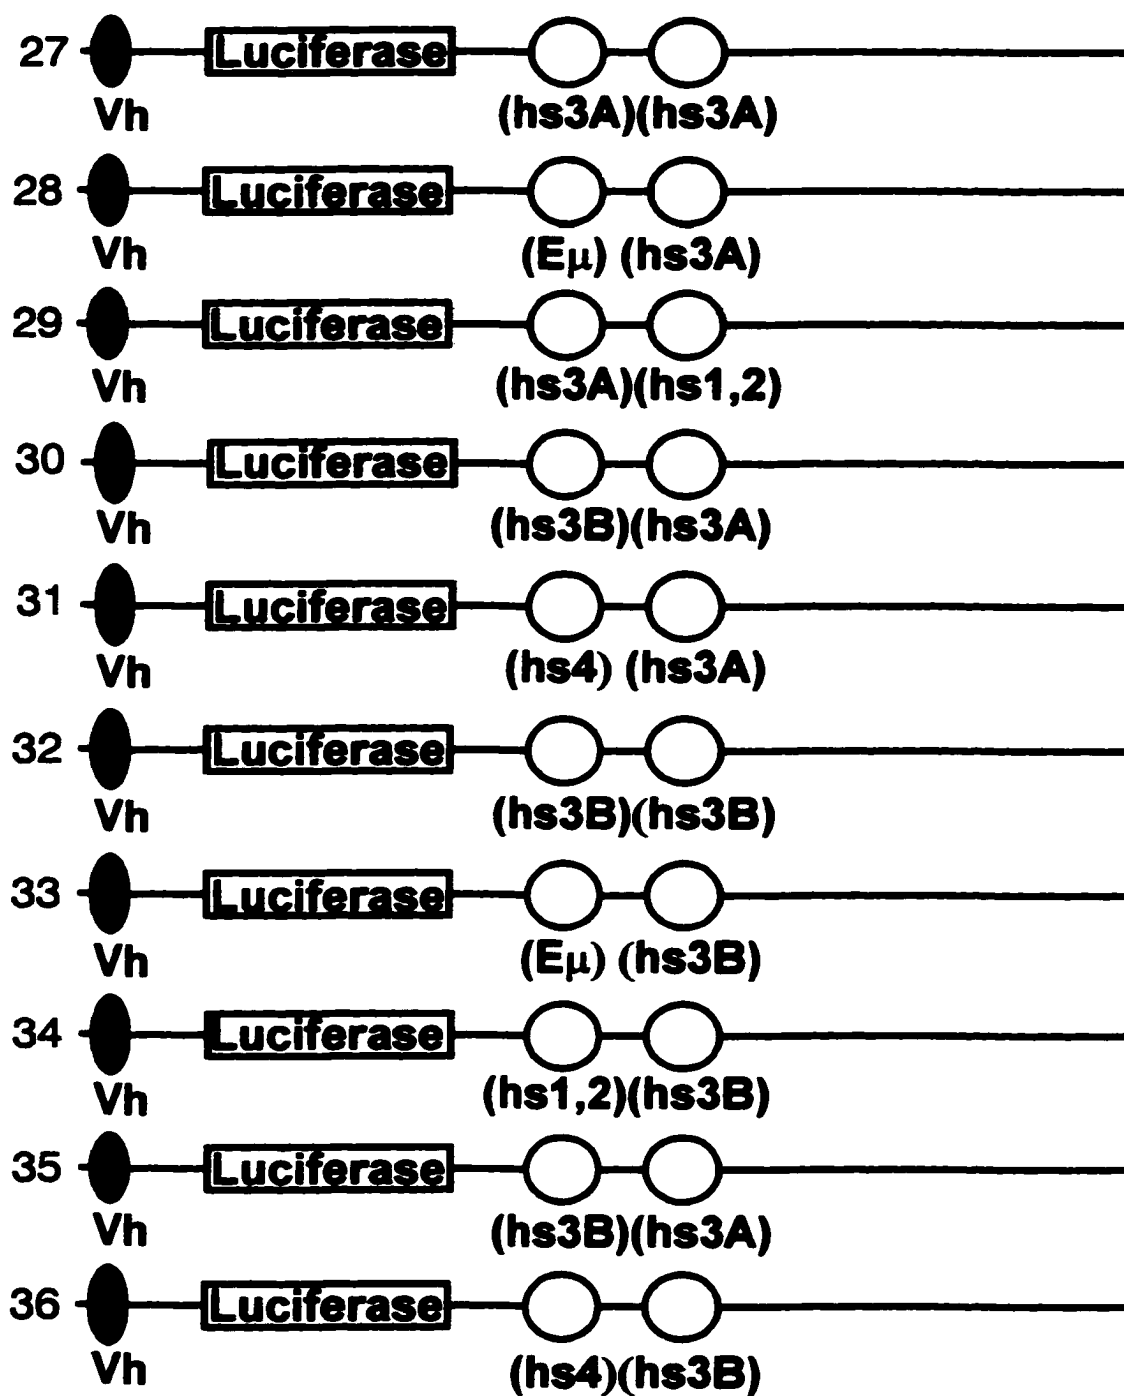 27 Luciferase
Vh (hs3A)(hs3A)
28 Luciferase
Vh (Eμ) (hs3A)
29 Luciferase
Vh (hs3A)(hs1,2)
30 Luciferase
Vh (hs3B)(hs3A)
31 Luciferase
Vh (hs4) (hs3A)
32 Luciferase
Vh (hs3B)(hs3B)
33 Luciferase
Vh (Eμ) (hs3B)
34 Luciferase
Vh (hs1,2)(hs3B)
35 Luciferase
Vh (hs3B)(hs3A)
36 Luciferase
Vh (hs4)(hs3B)